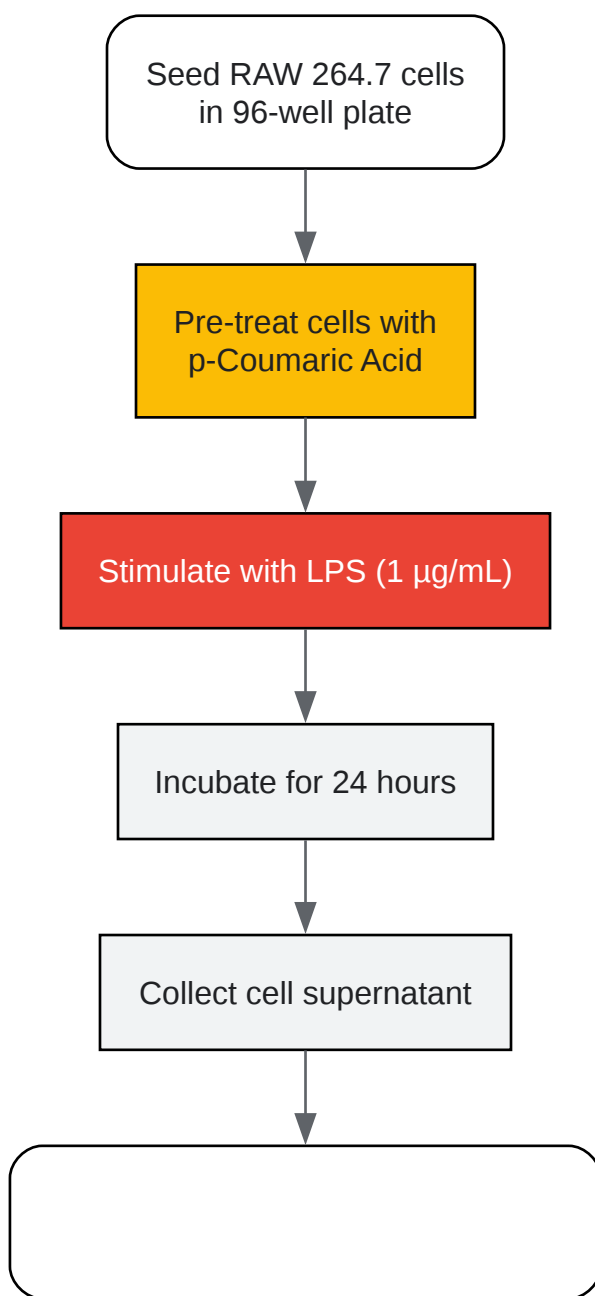 Seed RAW 264.7 cells
in 96-well plate
Pre-treat cells with
p-Coumaric Acid
Stimulate with LPS (1 µg/mL)
Incubate for 24 hours
Collect cell supernatant